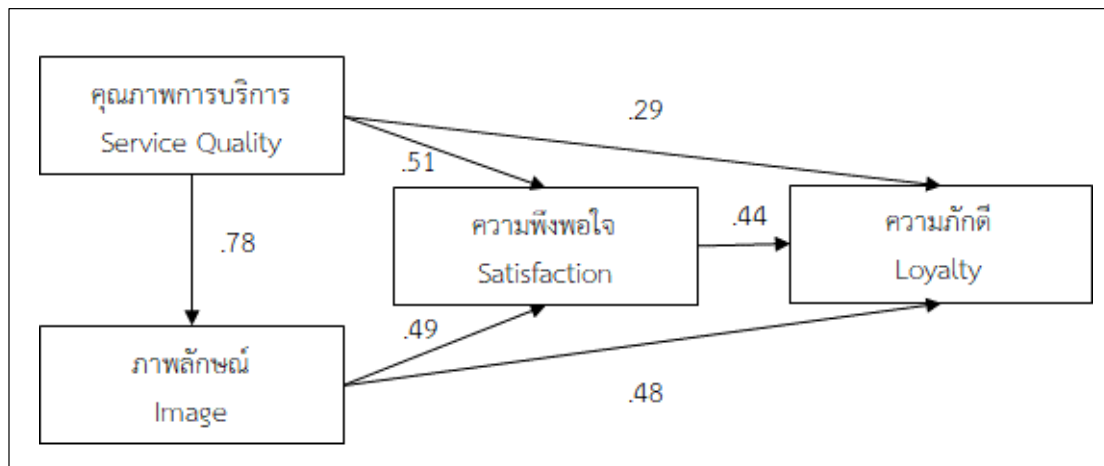 คุณภาพการบริการ
Service Quality
.29
.51
ความพึงพอใจ
Satisfaction
.44
ความภักดี
Loyalty
.78
.49
ภาพลักษณ์
Image
.48